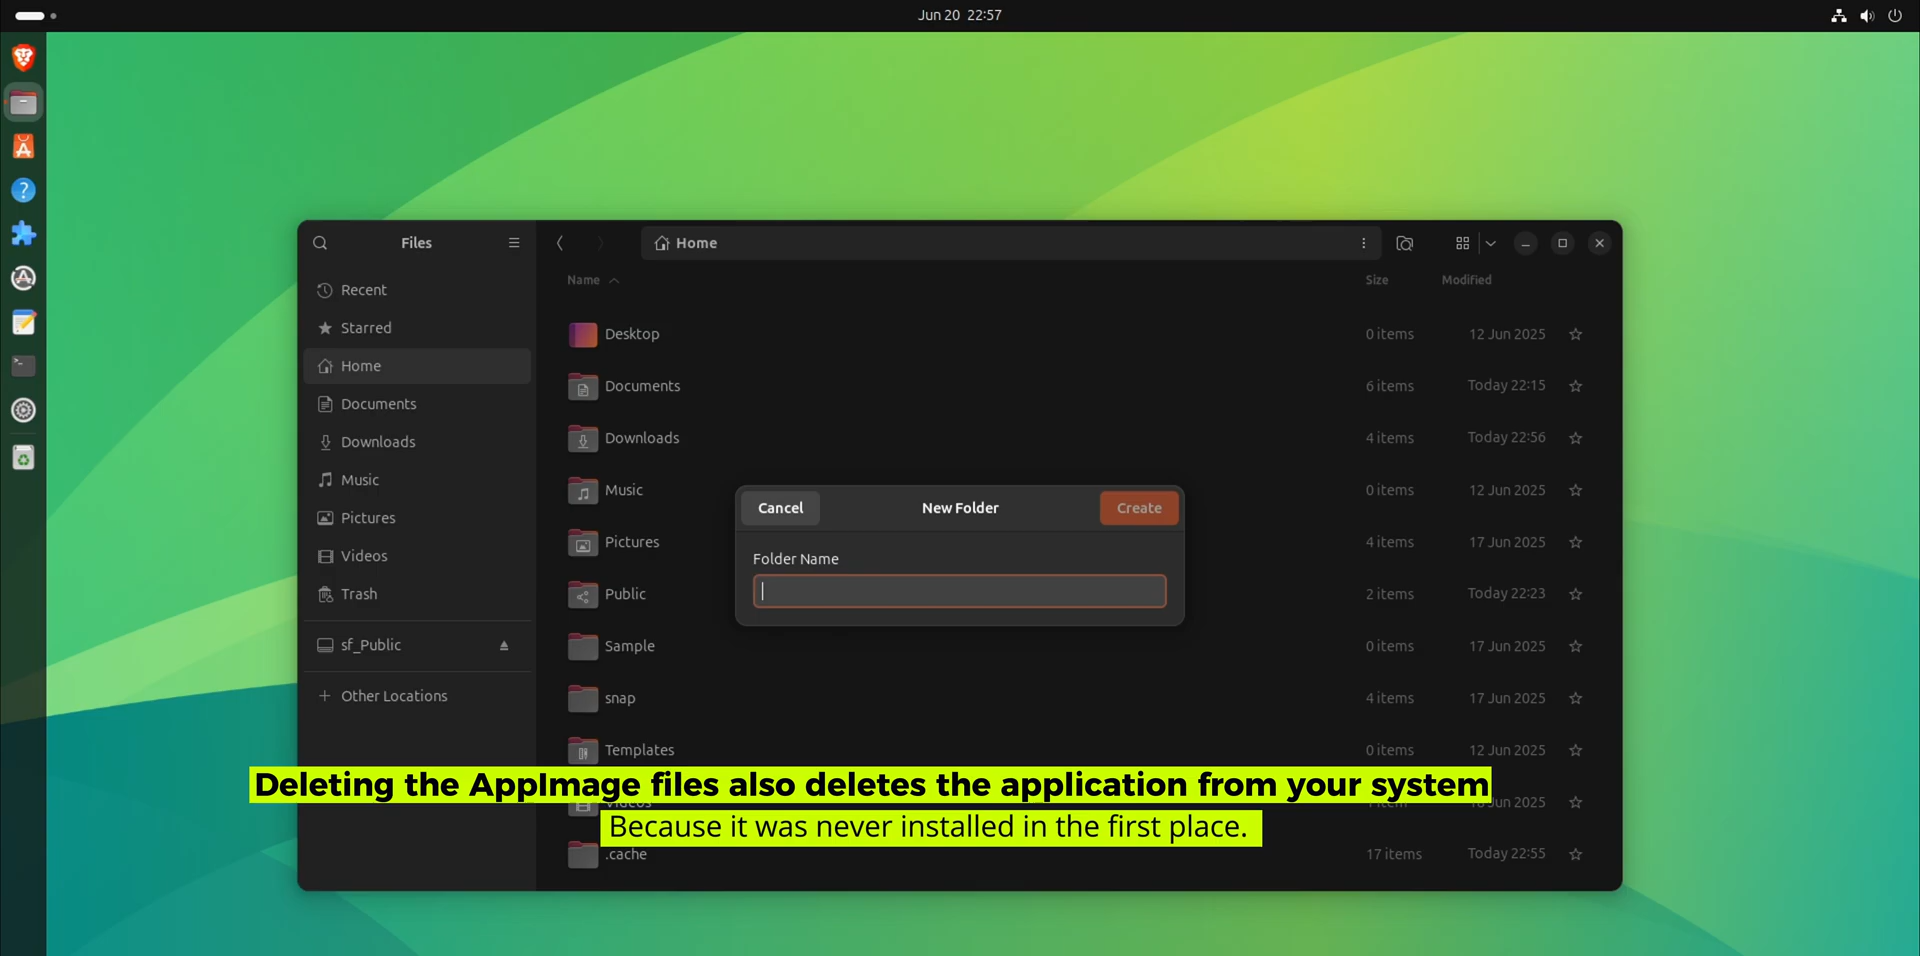 Jun 20 22:57
Files
Home
Name
Size
Modified
Recent
Starred
Home
Documents
Downloads
Music
Pictures
Videos
Trash
sf_Public
Other Locations
Desktop
0 items
12 Jun 2025
Documents
6 items
Today 22:15
Downloads
4 items
Today 22:56
Music
0 items
12 Jun 2025
Pictures
4 items
17 Jun 2025
Public
2 items
Today 22:23
Sample
0 items
17 Jun 2025
snap
4 items
17 Jun 2025
Templates
0 items
12 Jun 2025
Videos
Jun 2025
.cache
17 items
Today 22:55
Cancel
New Folder
Create
Folder Name
Deleting the AppImage files also deletes the application from your system
Because it was never installed in the first place.